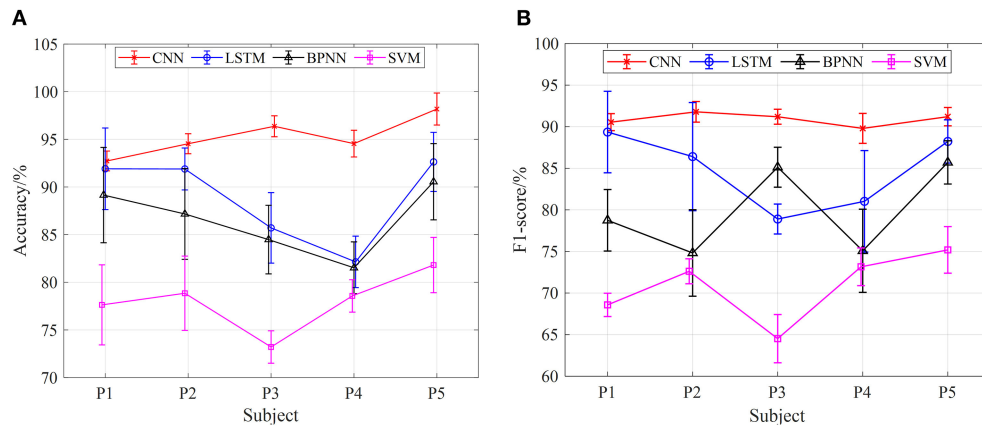 A
105
CNN LSTM BPNN SVM
100
95
90
85
80
75
70
Accuracy/%
P1 P2 P3 P4 P5
Subject
B
100
CNN LSTM BPNN SVM
95
90
85
80
75
70
65
60
F1-score/%
P1 P2 P3 P4 P5
Subject